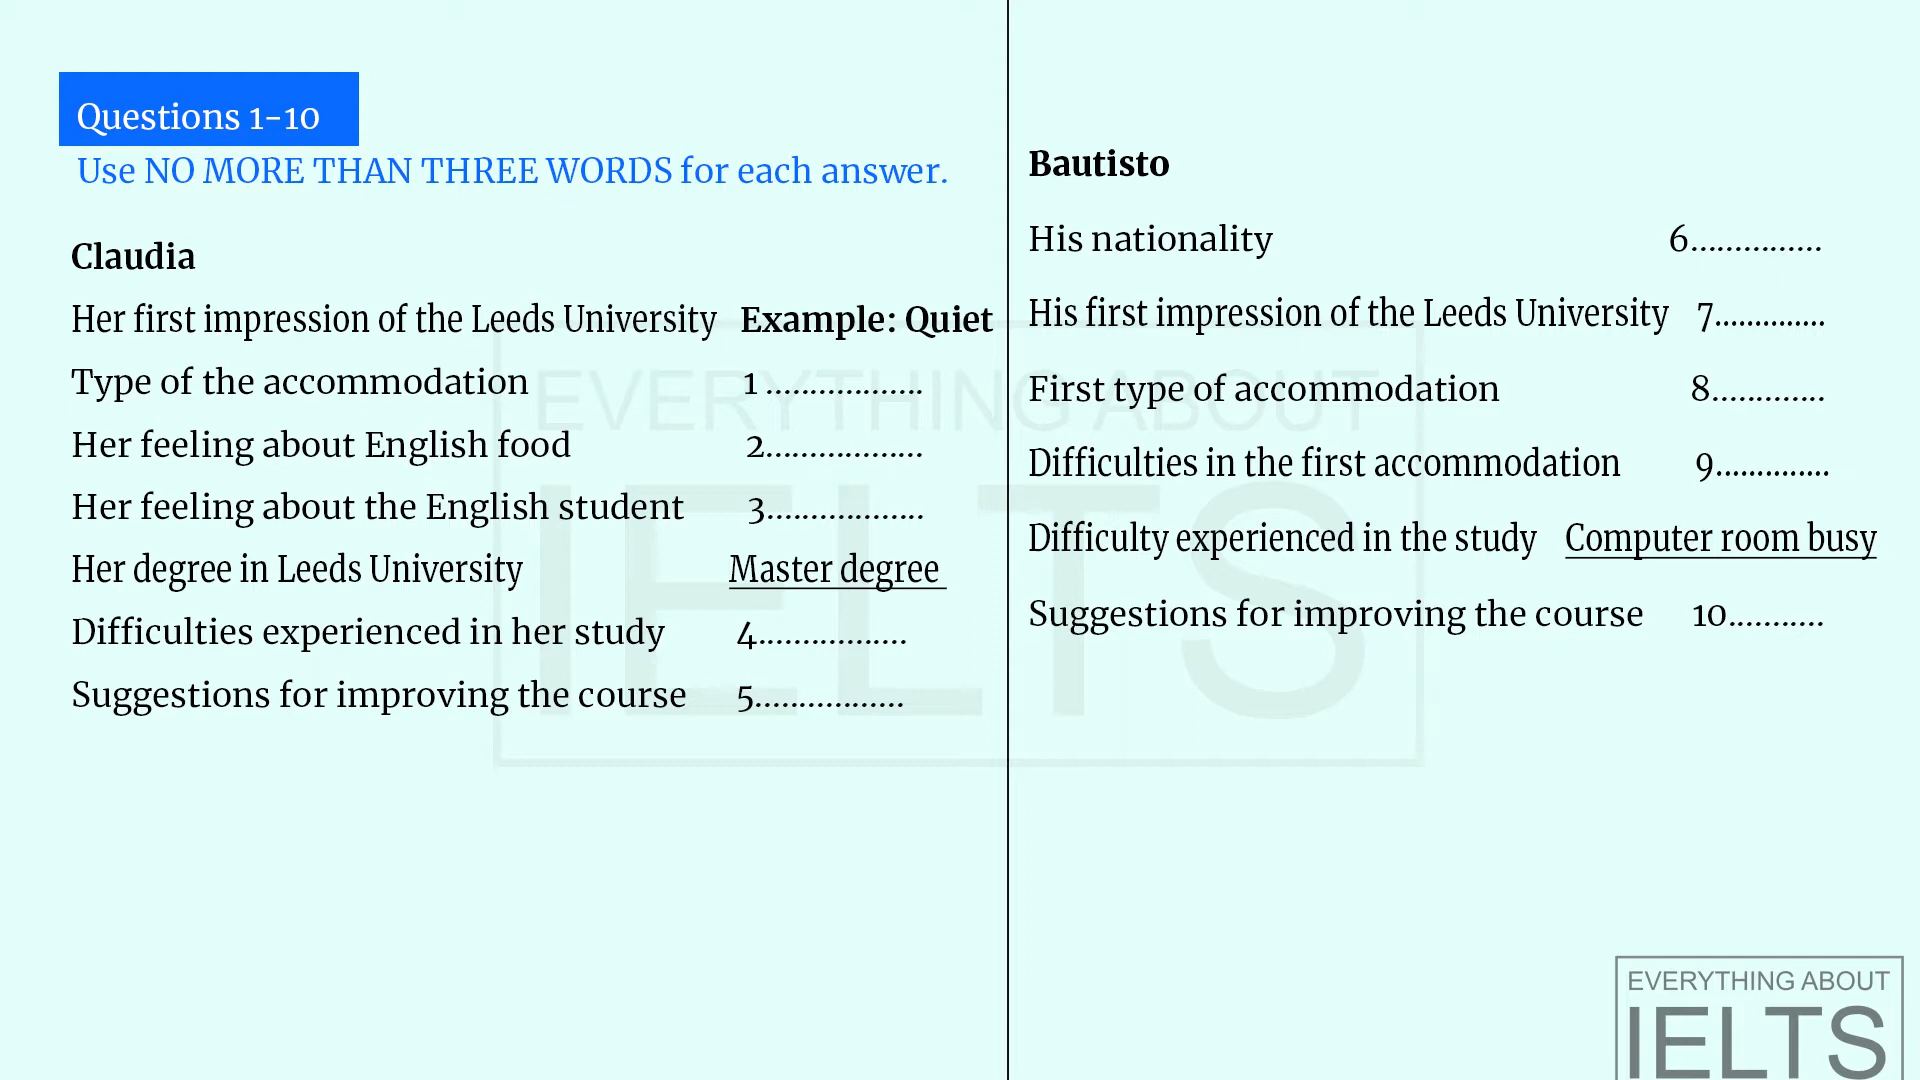 Questions 1-10
Use NO MORE THAN THREE WORDS for each answer.
Claudia
Her first impression of the Leeds University Example: Quiet
Type of the accommodation 1..................
Her feeling about English food 2..................
Her feeling about the English student 3..................
Her degree in Leeds University Master degree
Difficulties experienced in her study 4.................
Suggestions for improving the course 5.................
Bautisto
His nationality 6...............
His first impression of the Leeds University 7..............
First type of accommodation 8.............
Difficulties in the first accommodation 9.............
Difficulty experienced in the study Computer room busy
Suggestions for improving the course 10...........
EVERYTHING ABOUT
IELTS
EVERYTHING ABOUT
IELTS